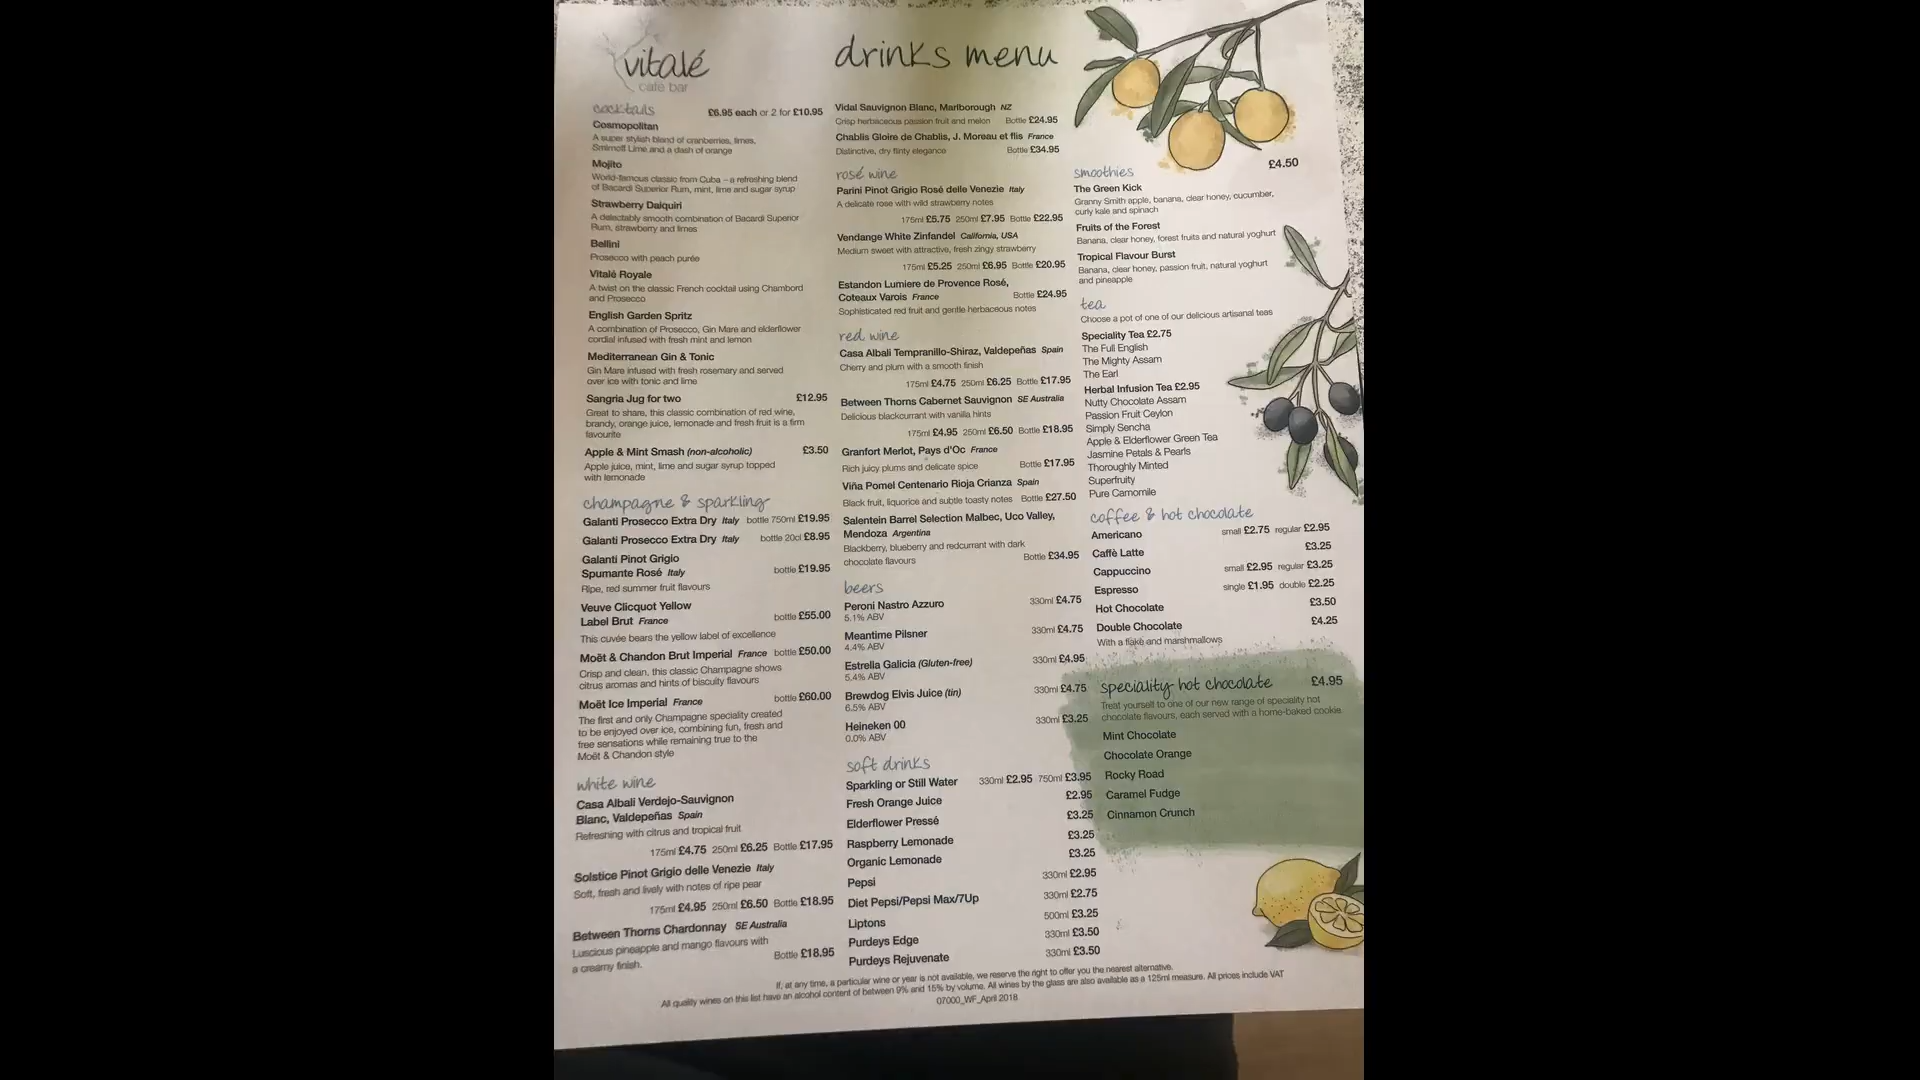 vitalé
cafe bar
drinks menu
cocktails £6.95 each or 2 for £10.95
Cosmopolitan
A super stylish blend of cranberries, limes,
Smirnoff Lime and a dash of orange
Mojito
World-famous classic from Cuba – a refreshing blend
of Bacardi Superior Rum, mint, lime and sugar syrup
Strawberry Daiquiri
A delectably smooth combination of Bacardi Superior
Rum, strawberry and limes
Bellini
Prosecco with peach purée
Vitalé Royale
A twist on the classic French cocktail using Chambord
and Prosecco
English Garden Spritz
A combination of Prosecco, Gin Mare and elderflower
cordial infused with fresh mint and lemon
Mediterranean Gin & Tonic
Gin Mare infused with fresh rosemary and served
over ice with tonic and lime
Sangria Jug for two £12.95
Great to share, this classic combination of red wine,
brandy, orange juice, lemonade and fresh fruit is a firm
favourite
Apple & Mint Smash (non-alcoholic) £3.50
Apple juice, mint, lime and sugar syrup topped
with lemonade
champagne & sparkling
Galanti Prosecco Extra Dry Italy bottle 750ml £19.95
Galanti Prosecco Extra Dry Italy bottle 20cl £8.95
Galanti Pinot Grigio
Spumante Rosé Italy bottle £19.95
Ripe, red summer fruit flavours
Veuve Clicquot Yellow
Label Brut France bottle £55.00
This cuvée bears the yellow label of excellence
Moët & Chandon Brut Imperial France bottle £50.00
Crisp and clean, this classic Champagne shows
citrus aromas and hints of biscuity flavours
Moët Ice Imperial France bottle £60.00
The first and only Champagne speciality created
to be enjoyed over ice, combining fun, fresh and
free sensations while remaining true to the
Moët & Chandon style
white wine
Casa Albali Verdejo-Sauvignon
Blanc, Valdepeñas Spain
Refreshing with citrus and tropical fruit
175ml £4.75 250ml £6.25 Bottle £17.95
Solstice Pinot Grigio delle Venezie Italy
Soft, fresh and lively with notes of ripe pear
175ml £4.95 250ml £6.50 Bottle £18.95
Between Thorns Chardonnay SE Australia
Luscious pineapple and mango flavours with
a creamy finish. Bottle £18.95
Vidal Sauvignon Blanc, Marlborough NZ
Crisp herbaceous passion fruit and melon Bottle £24.95
Chablis Gloire de Chablis, J. Moreau et fils France
Distinctive, dry flinty elegance Bottle £34.95
rosé wine
Parini Pinot Grigio Rosé delle Venezie Italy
A delicate rose with wild strawberry notes
175ml £5.75 250ml £7.95 Bottle £22.95
Vendange White Zinfandel California, USA
Medium sweet with attractive, fresh zingy strawberry
175ml £5.25 250ml £6.95 Bottle £20.95
Estandon Lumiere de Provence Rosé,
Coteaux Varois France Bottle £24.95
Sophisticated red fruit and gentle herbaceous notes
red wine
Casa Albali Tempranillo-Shiraz, Valdepeñas Spain
Cherry and plum with a smooth finish
175ml £4.75 250ml £6.25 Bottle £17.95
Between Thorns Cabernet Sauvignon SE Australia
Delicious blackcurrant with vanilla hints
175ml £4.95 250ml £6.50 Bottle £18.95
Granfort Merlot, Pays d'Oc France
Rich juicy plums and delicate spice Bottle £17.95
Viña Pomel Centenario Rioja Crianza Spain
Black fruit, liquorice and subtle toasty notes Bottle £27.50
Salentein Barrel Selection Malbec, Uco Valley,
Mendoza Argentina
Blackberry, blueberry and redcurrant with dark
chocolate flavours Bottle £34.95
beers
Peroni Nastro Azzuro 330ml £4.75
5.1% ABV
Meantime Pilsner 330ml £4.75
4.4% ABV
Estrella Galicia (Gluten-free) 330ml £4.95
5.4% ABV
Brewdog Elvis Juice (tin) 330ml £4.75
6.5% ABV
Heineken 00 330ml £3.25
0.0% ABV
soft drinks
Sparkling or Still Water 330ml £2.95 750ml £3.95
Fresh Orange Juice £2.95
Elderflower Pressé £3.25
Raspberry Lemonade £3.25
Organic Lemonade £3.25
Pepsi 330ml £2.95
Diet Pepsi/Pepsi Max/7Up 330ml £2.75
Liptons 500ml £3.25
Purdeys Edge 330ml £3.50
Purdeys Rejuvenate 330ml £3.50
smoothies £4.50
The Green Kick
Granny Smith apple, banana, clear honey, cucumber,
curly kale and spinach
Fruits of the Forest
Banana, clear honey, forest fruits and natural yoghurt
Tropical Flavour Burst
Banana, clear honey, passion fruit, natural yoghurt
and pineapple
tea
Choose a pot of one of our delicious artisanal teas
Speciality Tea £2.75
The Full English
The Mighty Assam
The Earl
Herbal Infusion Tea £2.95
Nutty Chocolate Assam
Passion Fruit Ceylon
Simply Sencha
Apple & Elderflower Green Tea
Jasmine Petals & Pearls
Thoroughly Minted
Superfruity
Pure Camomile
coffee & hot chocolate
Americano small £2.75 regular £2.95
Caffè Latte £3.25
Cappuccino small £2.95 regular £3.25
Espresso single £1.95 double £2.25
Hot Chocolate £3.50
Double Chocolate £4.25
With a flake and marshmallows
speciality hot chocolate £4.95
Treat yourself to one of our new range of speciality hot
chocolate flavours, each served with a home-baked cookie.
Mint Chocolate
Chocolate Orange
Rocky Road
Caramel Fudge
Cinnamon Crunch
If, at any time, a particular wine or year is not available, we reserve the right to offer you the nearest alternative.
All quality wines on this list have an alcohol content of between 9% and 15% by volume. All wines by the glass are also available as a 125ml measure. All prices include VAT
07000_WF_April 2018